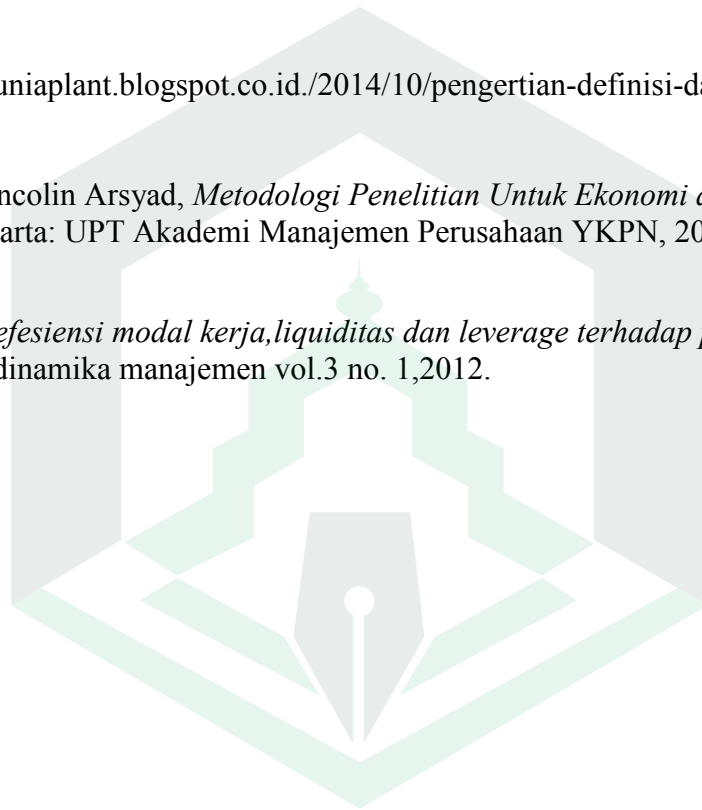 uniaplant.blogspot.co.id./2014/10/pengertian-definisi-da
ncolin Arsyad, Metodologi Penelitian Untuk Ekonomi
arta: UPT Akademi Manajemen Perusahaan YKPN, 20
efesiensi modal kerja,liquiditas dan leverage terhadap
dinamika manajemen vol.3 no. 1,2012.